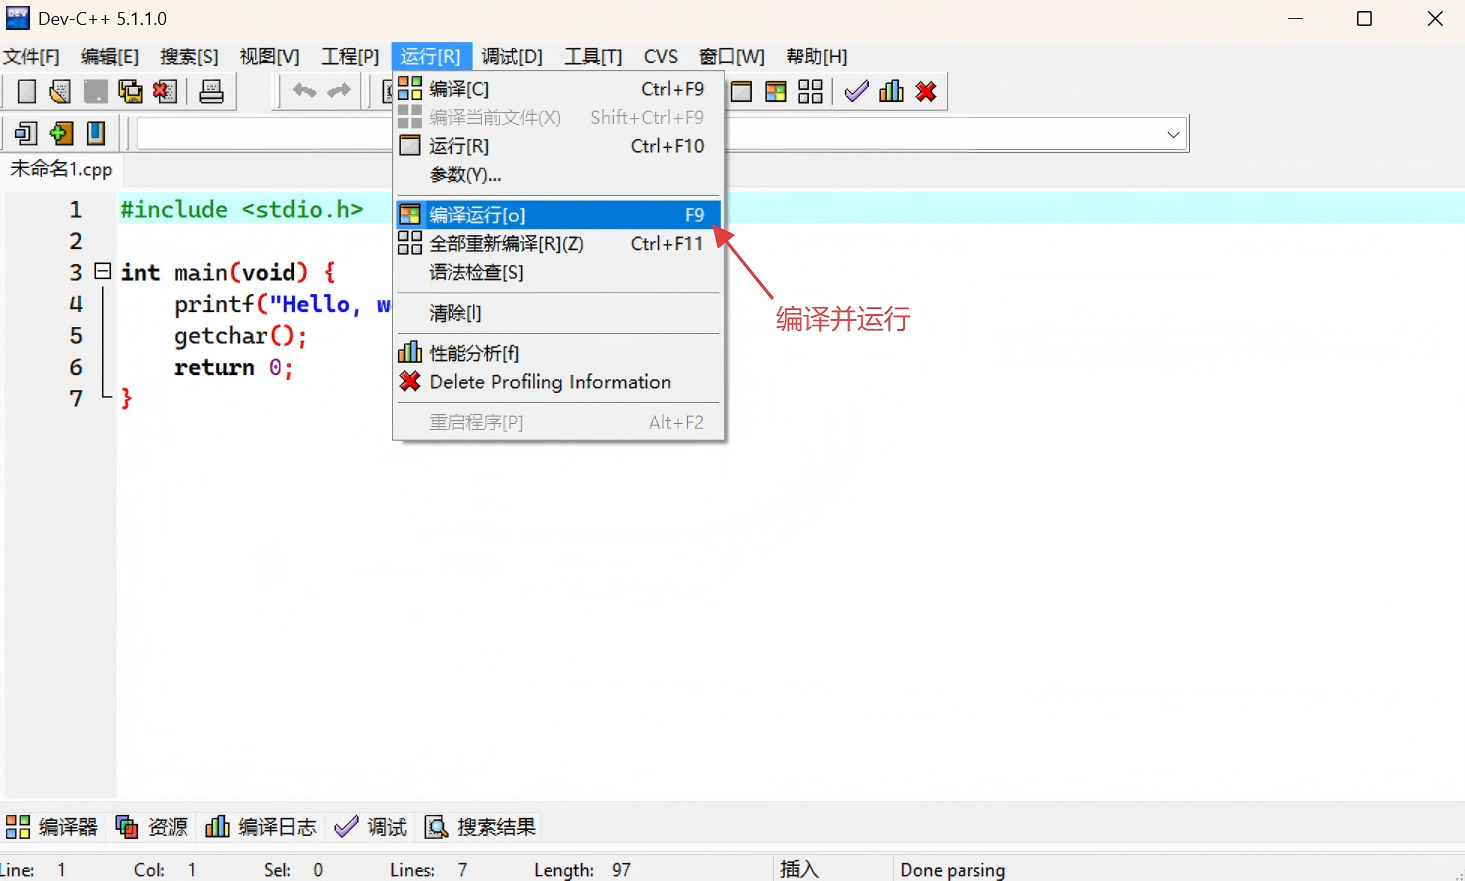 Dev-C++ 5.1.1.0
文件[F] 编辑[E] 搜索[S] 视图[V] 工程[P] 运行[R] 调试[D] 工具[T] CVS 窗口[W] 帮助[H]
编译[C] Ctrl+F9
编译当前文件(X) Shift+Ctrl+F9
运行[R] Ctrl+F10
参数(Y)...
编译运行[o] F9
全部重新编译[R](Z) Ctrl+F11
语法检查[S]
清除[l]
性能分析[f]
Delete Profiling Information
重启程序[P] Alt+F2
编译并运行
未命名1.cpp
1 #include <stdio.h>
2
3 int main(void) {
4 printf("Hello,
5 getchar();
6 return 0;
7 }
编译器 资源 编译日志 调试 搜索结果
Line: 1 Col: 1 Sel: 0 Lines: 7 Length: 97 插入 Done parsing